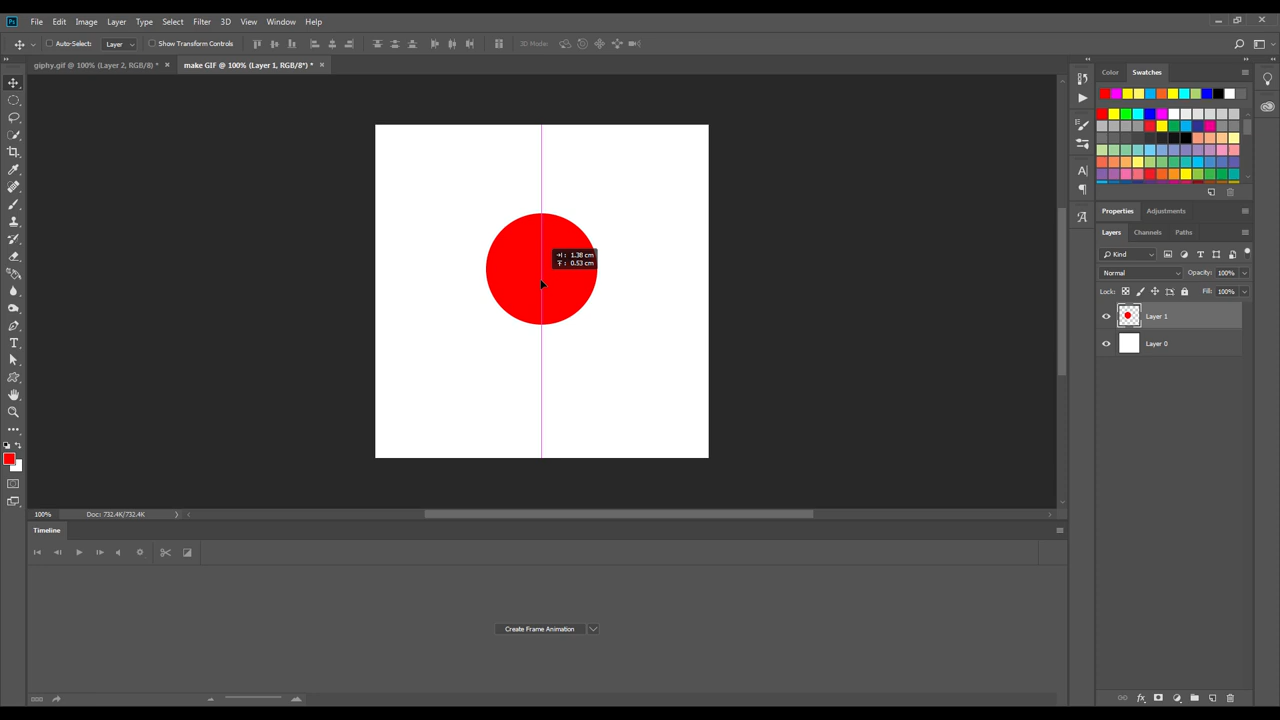 Ps File Edit Image Layer Type Select Filter 3D View Window Help
Auto-Select: Layer Show Transform Controls 3D Mode:
giphy.gif @ 100% (Layer 2, RGB/8) * × make GIF @ 100% (Layer 1, RGB/8*) * ×
Color Swatches
Properties Adjustments
Layers Channels Paths
Kind
Normal Opacity: 100%
Lock: Fill: 100%
Layer 1
Layer 0
1.38 cm
0.53 cm
100% Doc: 732.4K/732.4K
Timeline
Create Frame Animation